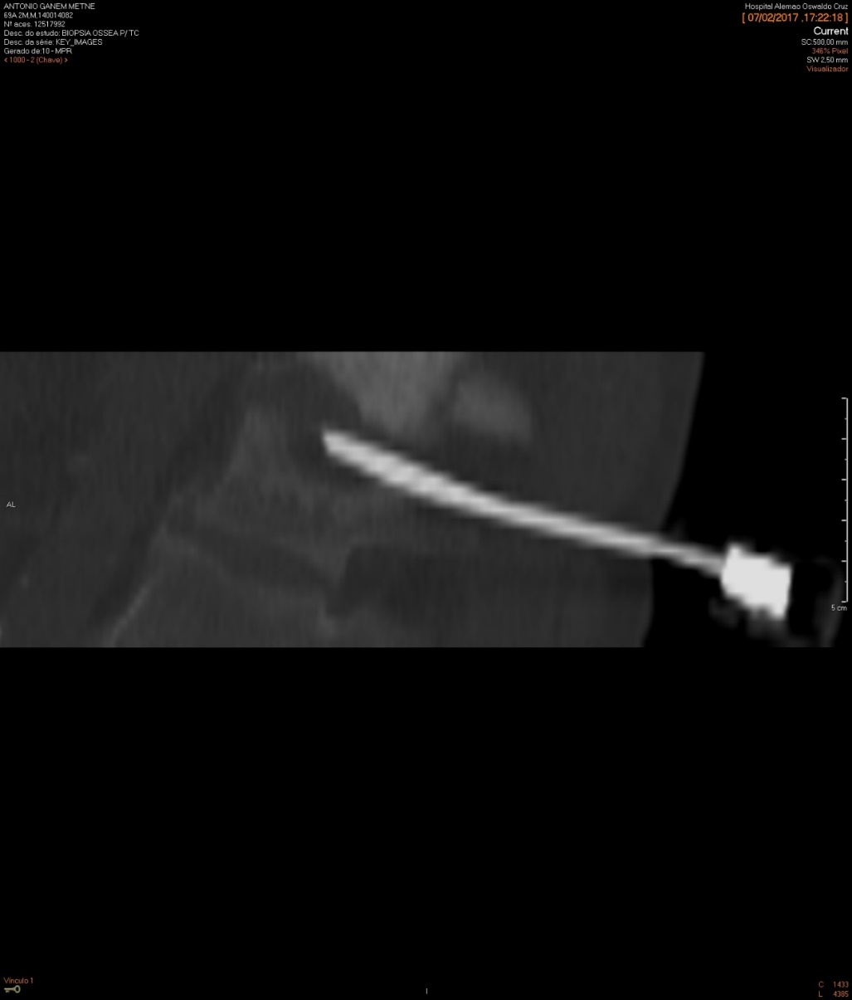 ANTONIO GANEM METNE
69A 2M,M,140014082
Nº aces. 12517992
Desc. do estudo: BIOPSIA OSSEA P/ TC
Desc. da série: KEY_IMAGES
Gerado de:10 - MPR
< 1000 - 2 (Chave) >
Hospital Alemao Oswaldo Cruz
[ 07/02/2017 ,17:22:18 ]
Current
SC:500,00 mm
346% Pixel
SW 2,50 mm
Visualizador
AL
5 cm
Vínculo 1
I
C 1433
L 4385